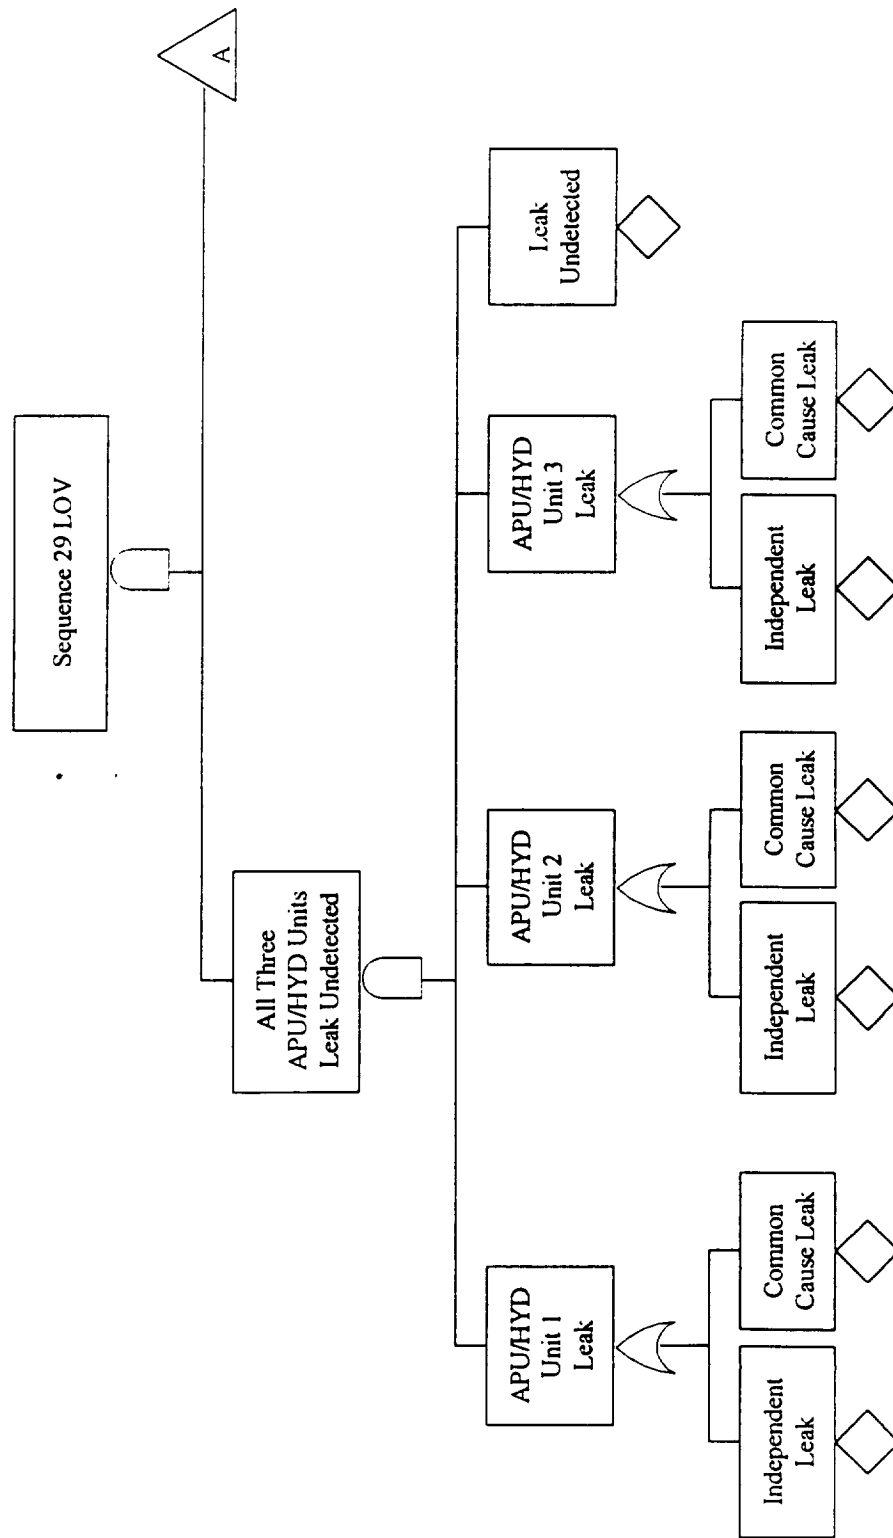 Sequence 29 LOV
A
All Three
APU/HYD Units
Leak Undetected
APU/HYD
Unit 1
Leak
APU/HYD
Unit 2
Leak
APU/HYD
Unit 3
Leak
Leak
Undetected
Independent
Leak
Common
Cause Leak
Independent
Leak
Common
Cause Leak
Independent
Leak
Common
Cause Leak